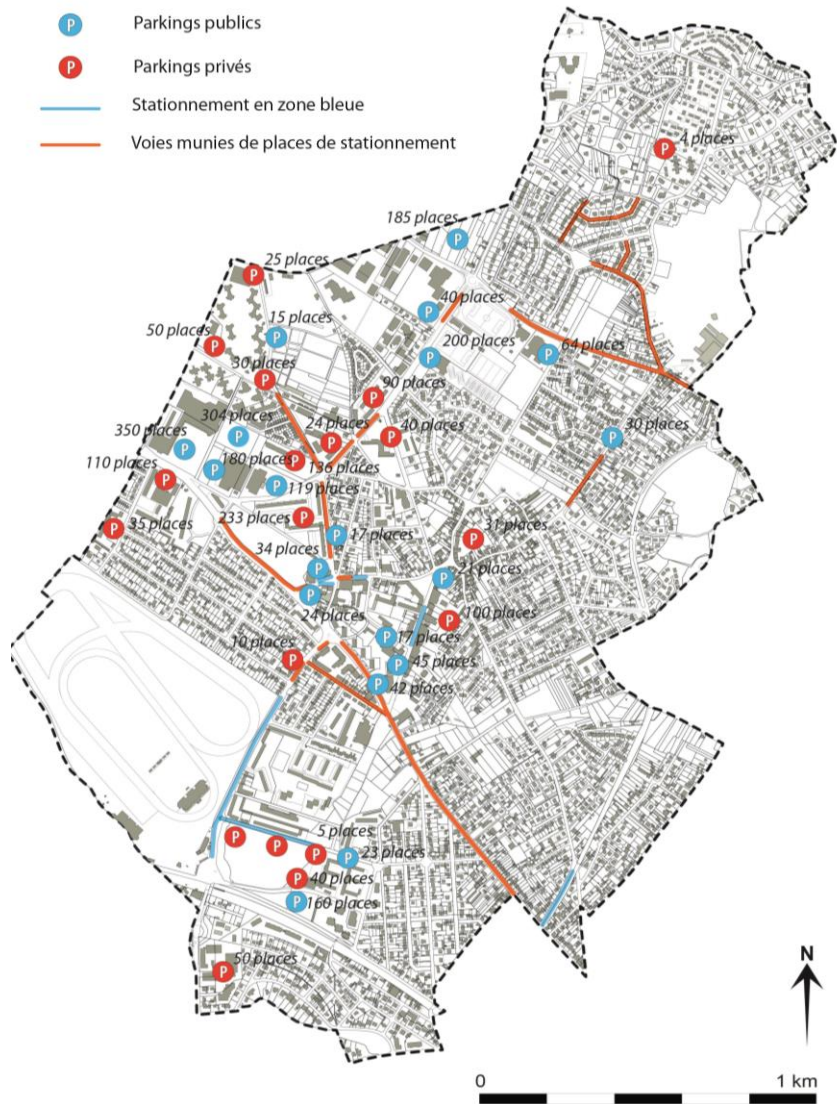 P Parkings publics
P Parkings privés
Stationnement en zone bleue
Voies munies de places de stationnement
P 4 places
185 places P
25 places P
40 places P
15 places P
50 places P
200 places P
64 places P
30 places P
90 places P
304 places P
24 places P
40 places P
30 places P
350 places P
180 places P
136 places P
110 places P
119 places P
35 places P
233 places P
17 places P
31 places P
34 places P
21 places P
24 places P
100 places P
17 places P
10 places P
45 places P
42 places P
5 places P
P
P
23 places P
40 places P
160 places P
50 places P
N
0 1 km